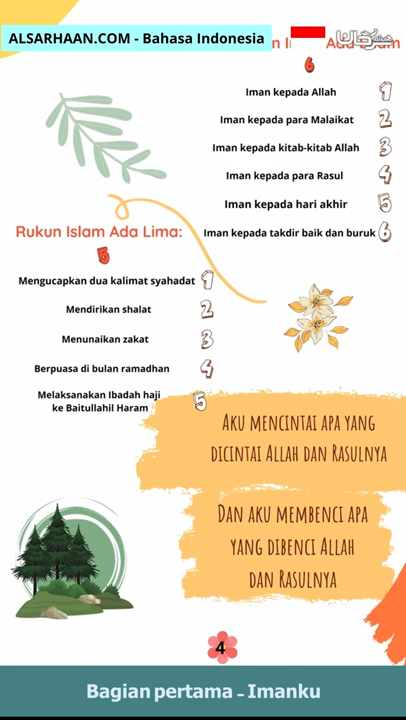 ALSARHAAN.COM - Bahasa Indonesia
Ada
6
Iman kepada Allah 1
Iman kepada para Malaikat 2
Iman kepada kitab-kitab Allah 3
Iman kepada para Rasul 4
Iman kepada hari akhir 5
Iman kepada takdir baik dan buruk 6
Rukun Islam Ada Lima:
5
Mengucapkan dua kalimat syahadat 1
Mendirikan shalat 2
Menunaikan zakat 3
Berpuasa di bulan ramadhan 4
Melaksanakan Ibadah haji
ke Baitullahil Haram 5
Aku mencintai apa yang
dicintai Allah dan Rasulnya
Dan aku membenci apa
yang dibenci Allah
dan Rasulnya
4
Bagian pertama - Imanku